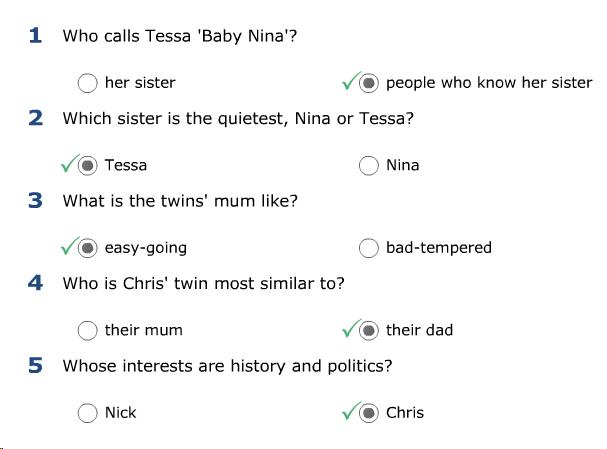 1 Who calls Tessa 'Baby Nina'?
her sister people who know her sister
2 Which sister is the quietest, Nina or Tessa?
Tessa Nina
3 What is the twins' mum like?
easy-going bad-tempered
4 Who is Chris' twin most similar to?
their mum their dad
5 Whose interests are history and politics?
Nick Chris